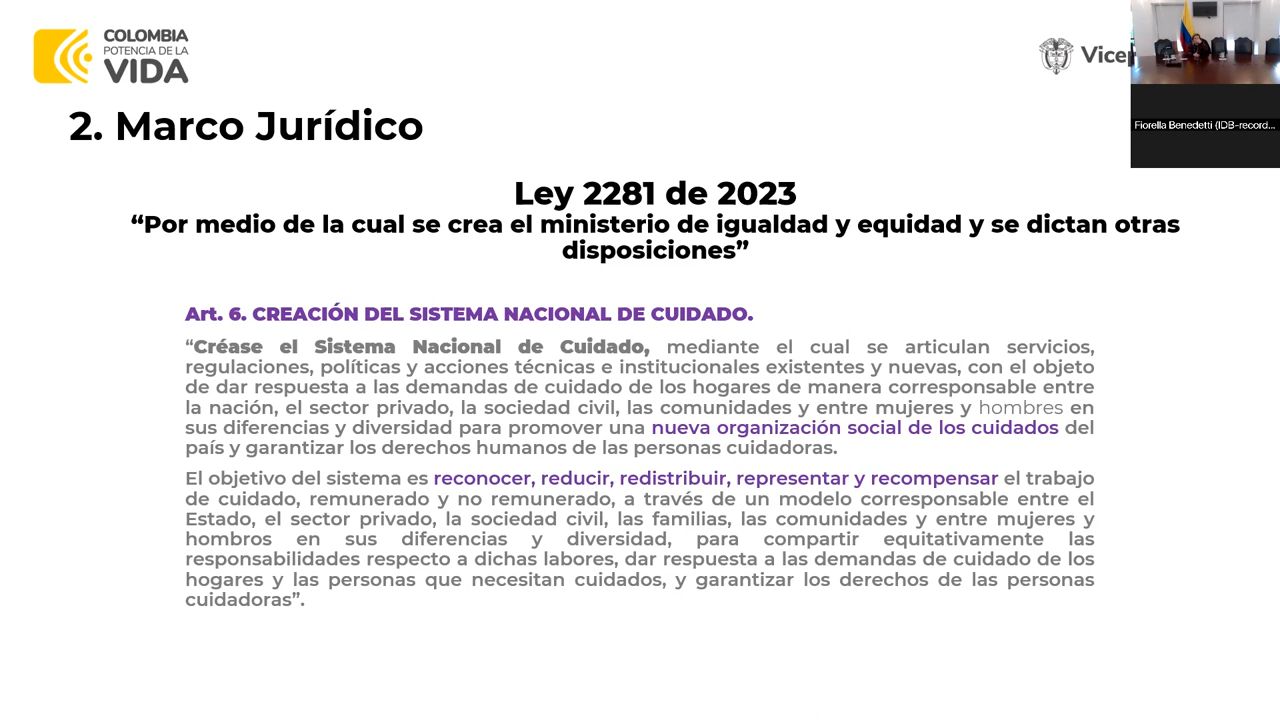 COLOMBIA
POTENCIA DE LA
VIDA
Fiorella Benedetti (IDB-record...
2. Marco Jurídico
Ley 2281 de 2023
“Por medio de la cual se crea el ministerio de igualdad y equidad y se dictan otras
disposiciones”
Art. 6. CREACIÓN DEL SISTEMA NACIONAL DE CUIDADO.
“Créase el Sistema Nacional de Cuidado, mediante el cual se articulan servicios,
regulaciones, políticas y acciones técnicas e institucionales existentes y nuevas, con el objeto
de dar respuesta a las demandas de cuidado de los hogares de manera corresponsable entre
la nación, el sector privado, la sociedad civil, las comunidades y entre mujeres y hombres en
sus diferencias y diversidad para promover una nueva organización social de los cuidados del
país y garantizar los derechos humanos de las personas cuidadoras.
El objetivo del sistema es reconocer, reducir, redistribuir, representar y recompensar el trabajo
de cuidado, remunerado y no remunerado, a través de un modelo corresponsable entre el
Estado, el sector privado, la sociedad civil, las familias, las comunidades y entre mujeres y
hombros en sus diferencias y diversidad, para compartir equitativamente las
responsabilidades respecto a dichas labores, dar respuesta a las demandas de cuidado de los
hogares y las personas que necesitan cuidados, y garantizar los derechos de las personas
cuidadoras”.